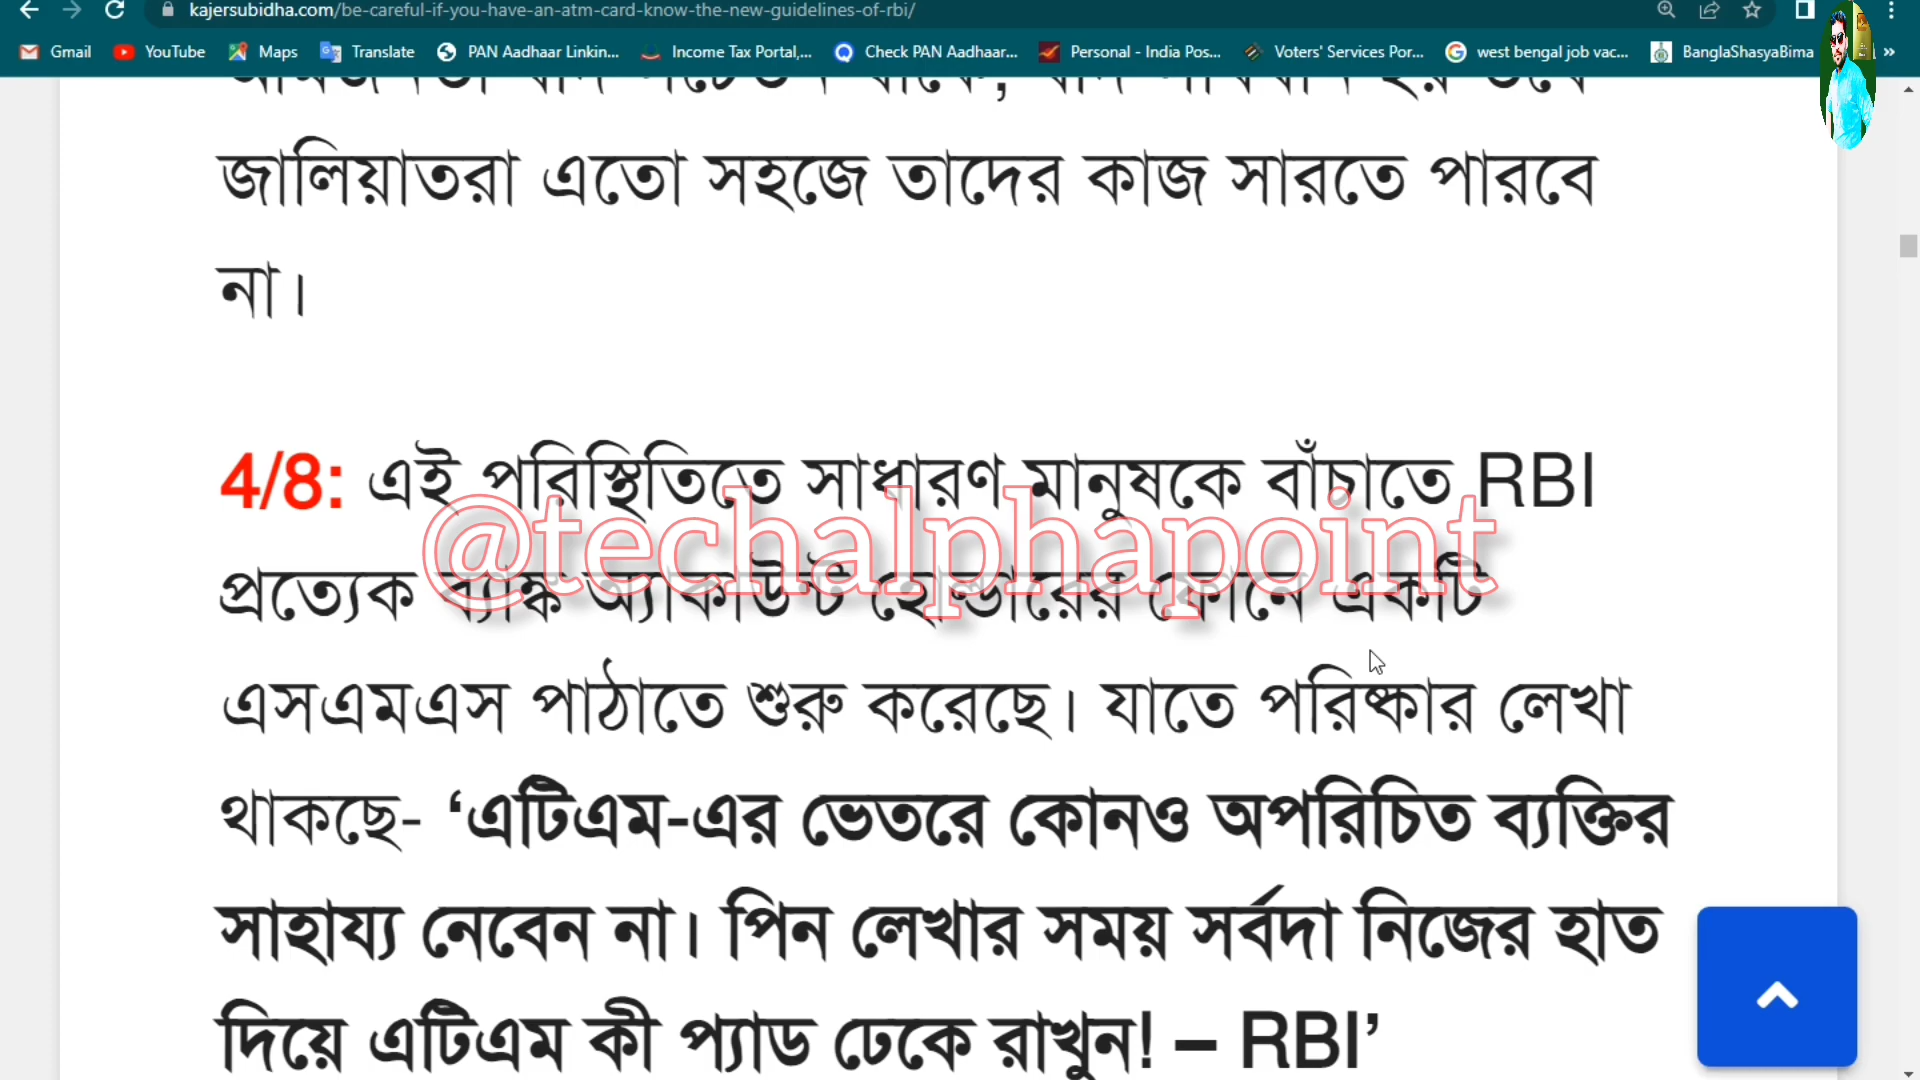 kajersubidha.com/be-careful-if-you-have-an-atm-card-know-the-new-guidelines-of-rbi/
Gmail YouTube Maps Translate PAN Aadhaar Linkin... Income Tax Portal,... Check PAN Aadhaar... Personal - India Pos... Voters' Services Por... west bengal job vac... BanglaShasyaBima »
জালিয়াতরা এতো সহজে তাদের কাজ সারতে পারবে
না।
4/8: এই পরিস্থিতিতে সাধারণ মানুষকে বাঁচাতে RBI
@techalphapoint
প্রত্যেক ব্যাঙ্ক অ্যাকাউন্ট হোল্ডারের ফোনে একটি
এসএমএস পাঠাতে শুরু করেছে। যাতে পরিষ্কার লেখা
থাকছে- ‘এটিএম-এর ভেতরে কোনও অপরিচিত ব্যক্তির
সাহায্য নেবেন না। পিন লেখার সময় সর্বদা নিজের হাত
দিয়ে এটিএম কী প্যাড ঢেকে রাখুন! – RBI’